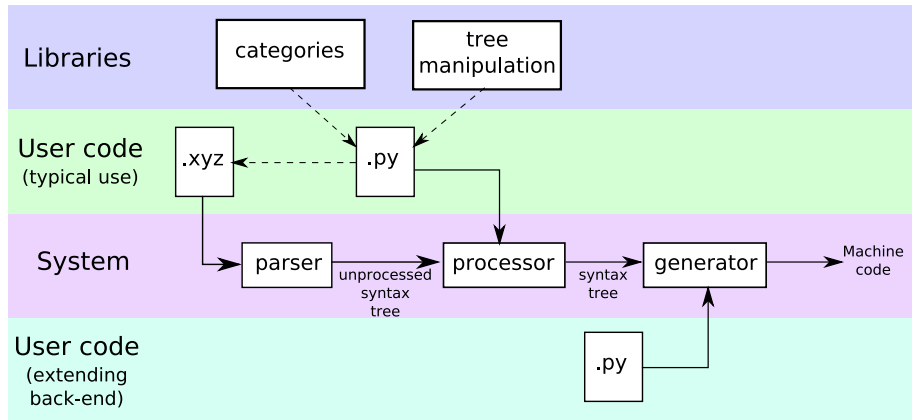 Libraries
categories
tree
manipulation
User code
(typical use)
.xyz
.py
System
parser
unprocessed
syntax
tree
processor
syntax
tree
generator
Machine
code
User code
(extending
back-end)
.py